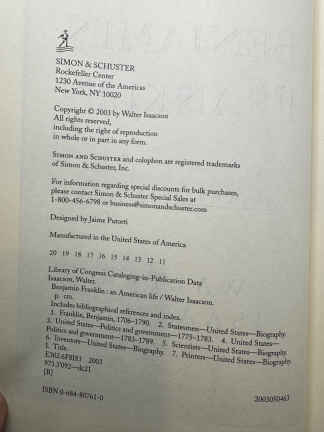 SIMON & SCHUSTER
Rockefeller Center
1230 Avenue of the Americas
New York, NY 10020
Copyright © 2003 by Walter Isaacson
All rights reserved,
including the right of reproduction
in whole or in part in any form.
SIMON AND SCHUSTER and colophon are registered trademarks
of Simon & Schuster, Inc.
For information regarding special discounts for bulk purchases,
please contact Simon & Schuster Special Sales at
1-800-456-6798 or business@simonandschuster.com
Designed by Jaime Putorti
Manufactured in the United States of America
20 19 18 17 16 15 14 13 12 11
Library of Congress Cataloging-in-Publication Data
Isaacson, Walter.
Benjamin Franklin : an American life / Walter Isaacson.
p. cm.
Includes bibliographical references and index.
1. Franklin, Benjamin, 1706–1790. 2. Statesmen—United States—Biography.
3. United States—Politics and government—1775–1783. 4. United States—
Politics and government—1783–1789. 5. Scientists—United States—Biography.
6. Inventors—United States—Biography. 7. Printers—United States—Biography.
I. Title.
E302.6.F8I83 2003
973.3'092—dc21
[B]
ISBN 0-684-80761-0
2003050463